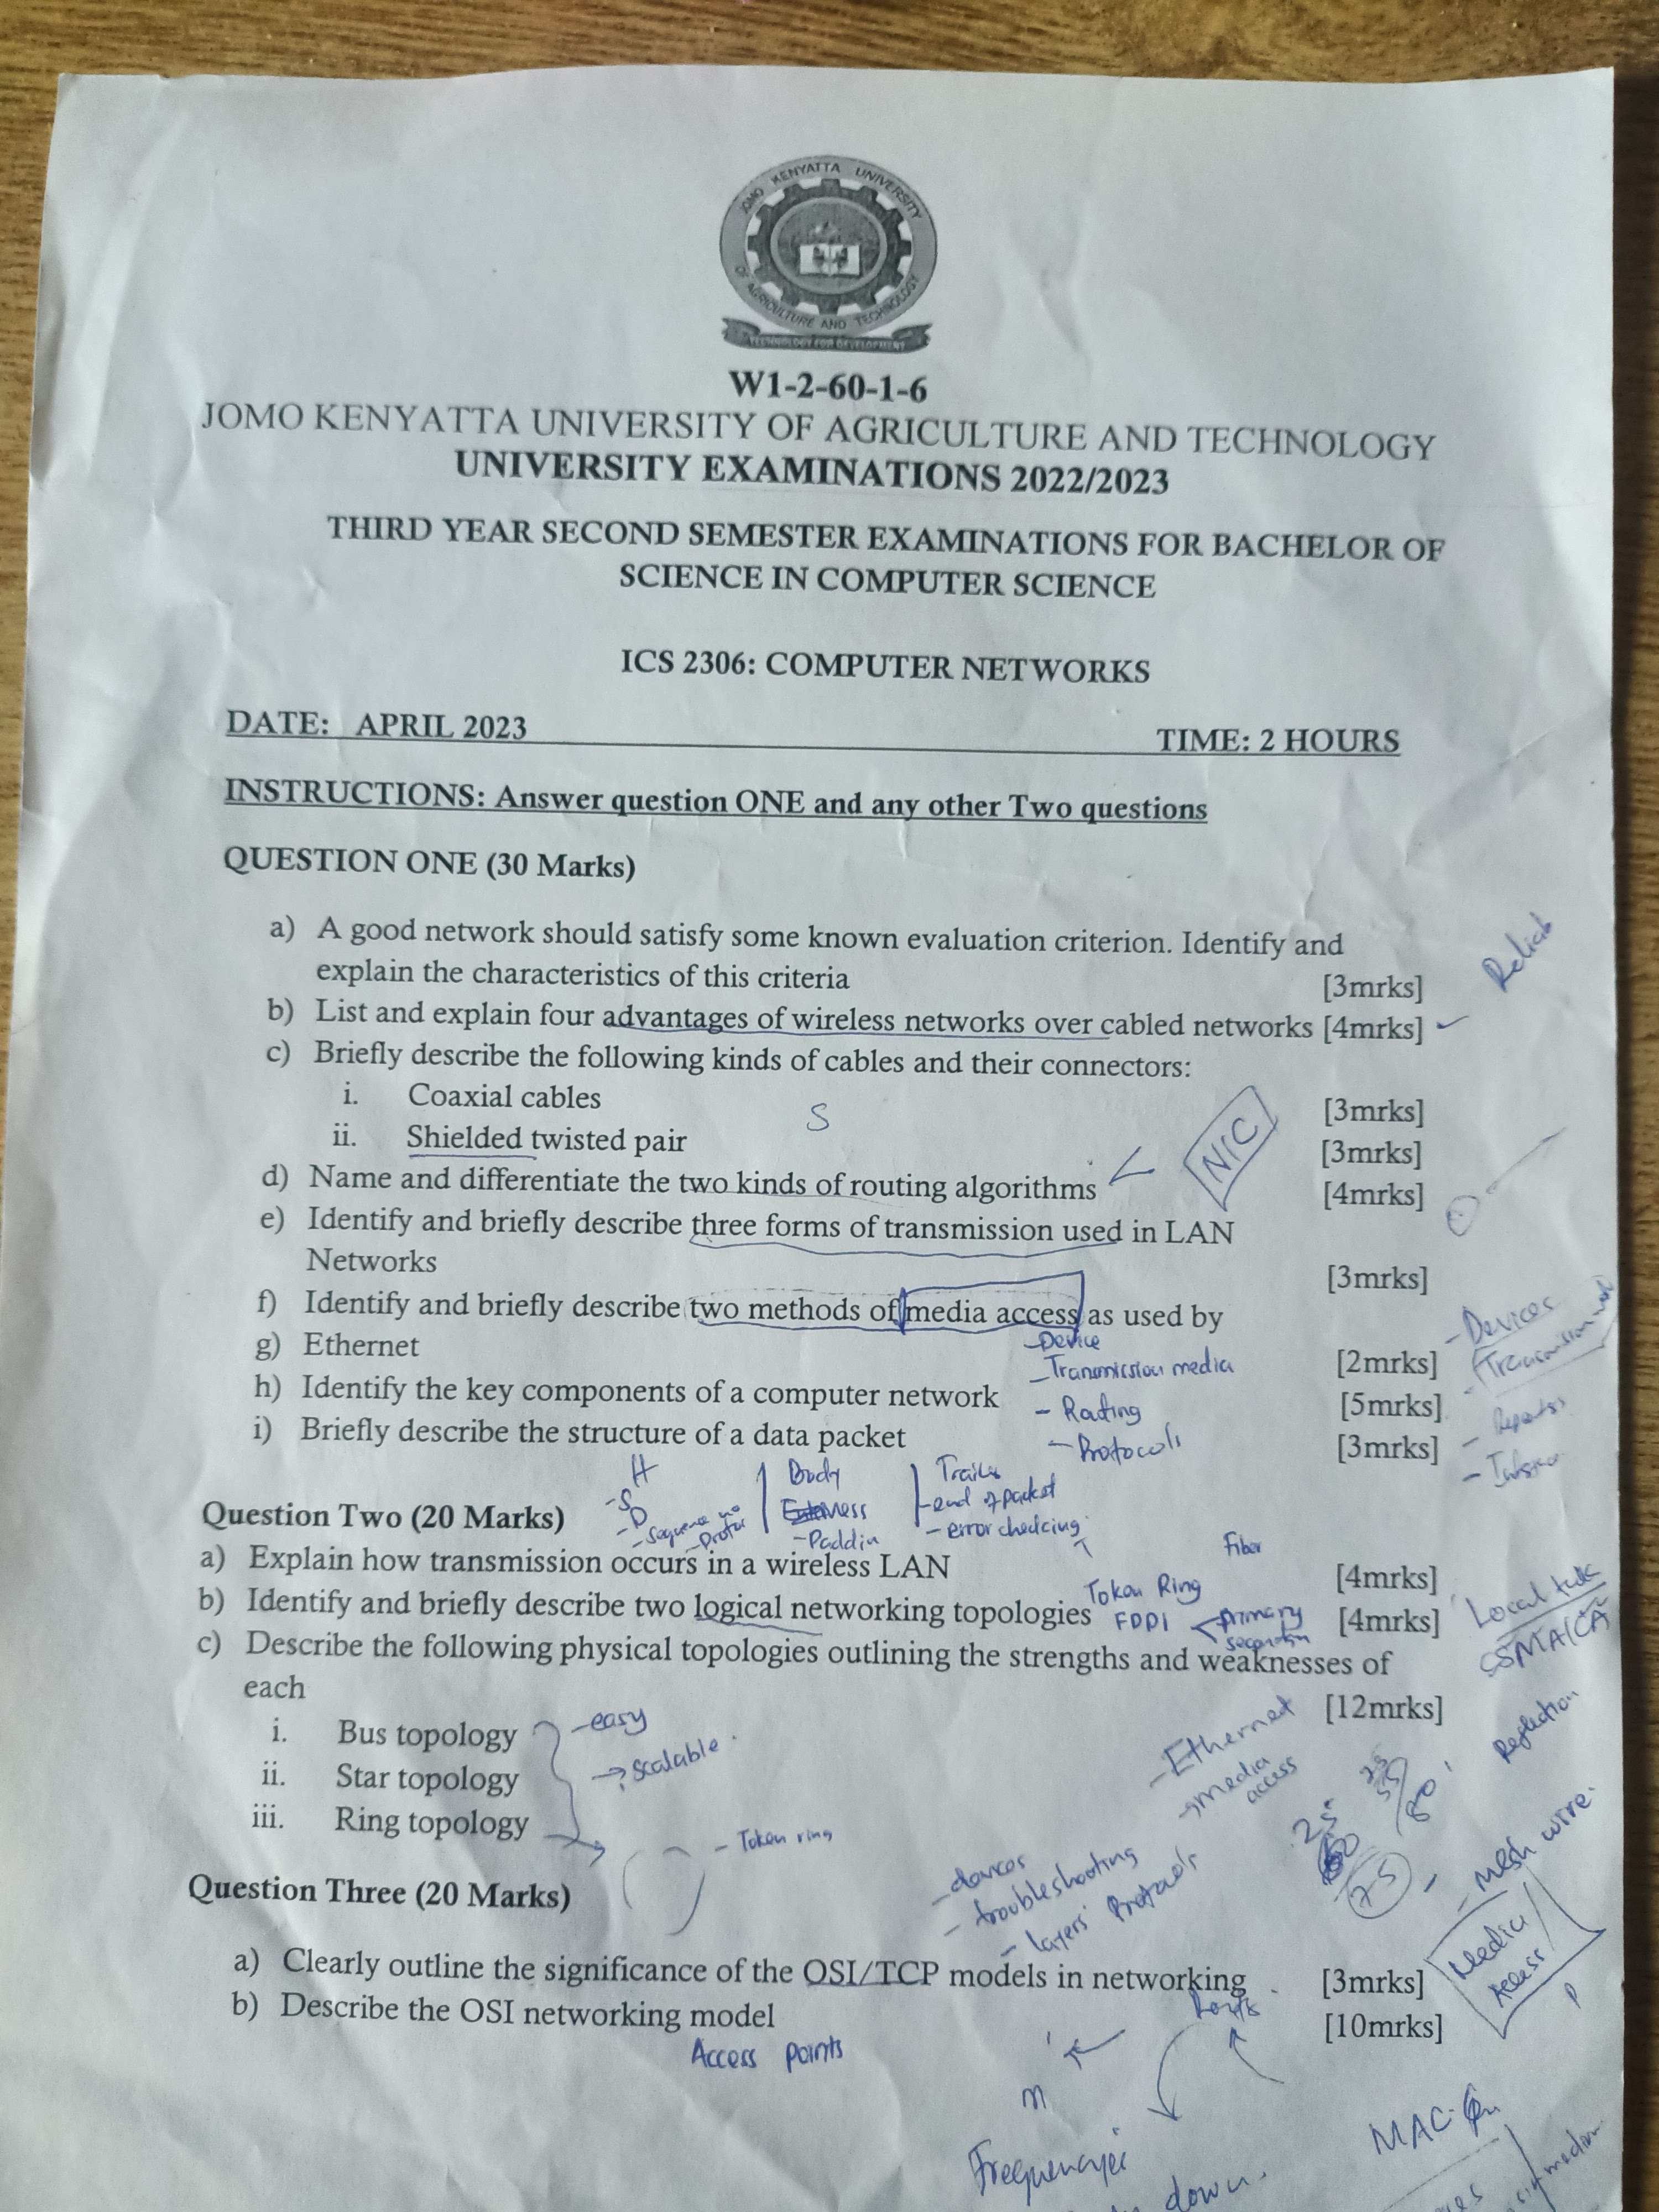 JOMO KENYATTA UNIVERSITY
OF AGRICULTURE AND TECHNOLOGY
TECHNOLOGY FOR DEVELOPMENT
W1-2-60-1-6
JOMO KENYATTA UNIVERSITY OF AGRICULTURE AND TECHNOLOGY
UNIVERSITY EXAMINATIONS 2022/2023
THIRD YEAR SECOND SEMESTER EXAMINATIONS FOR BACHELOR OF
SCIENCE IN COMPUTER SCIENCE
ICS 2306: COMPUTER NETWORKS
DATE: APRIL 2023 TIME: 2 HOURS
INSTRUCTIONS: Answer question ONE and any other Two questions
QUESTION ONE (30 Marks)
a) A good network should satisfy some known evaluation criterion. Identify and
explain the characteristics of this criteria [3mrks]
Reliab
b) List and explain four advantages of wireless networks over cabled networks [4mrks]
c) Briefly describe the following kinds of cables and their connectors:
i. Coaxial cables [3mrks]
S
ii. Shielded twisted pair [3mrks]
NIC
d) Name and differentiate the two kinds of routing algorithms [4mrks]
e) Identify and briefly describe three forms of transmission used in LAN
Networks [3mrks]
f) Identify and briefly describe two methods of media access as used by
g) Ethernet [2mrks]
- Device
- Transmission media
- Devices
h) Identify the key components of a computer network [5mrks]
- Routing
- Protocols
i) Briefly describe the structure of a data packet [3mrks]
H
- S
- D
- sequence no
Body
Mess
- Paddin
Trailer
- end of packet
- error checking
Question Two (20 Marks)
a) Explain how transmission occurs in a wireless LAN [4mrks]
Fiber
Token Ring
b) Identify and briefly describe two logical networking topologies [4mrks]
FDDI
Primary
Local talk
CSMA/CA
c) Describe the following physical topologies outlining the strengths and weaknesses of
each [12mrks]
i. Bus topology
- easy
ii. Star topology
scalable
iii. Ring topology
- Token ring
- Ethernet
media
access
Reflection
25
75
- Mesh wire.
Question Three (20 Marks)
- devices
- troubleshooting
- layers Protocols
Media
Access
P
a) Clearly outline the significance of the OSI/TCP models in networking [3mrks]
b) Describe the OSI networking model [10mrks]
Access points
m
MAC
down.